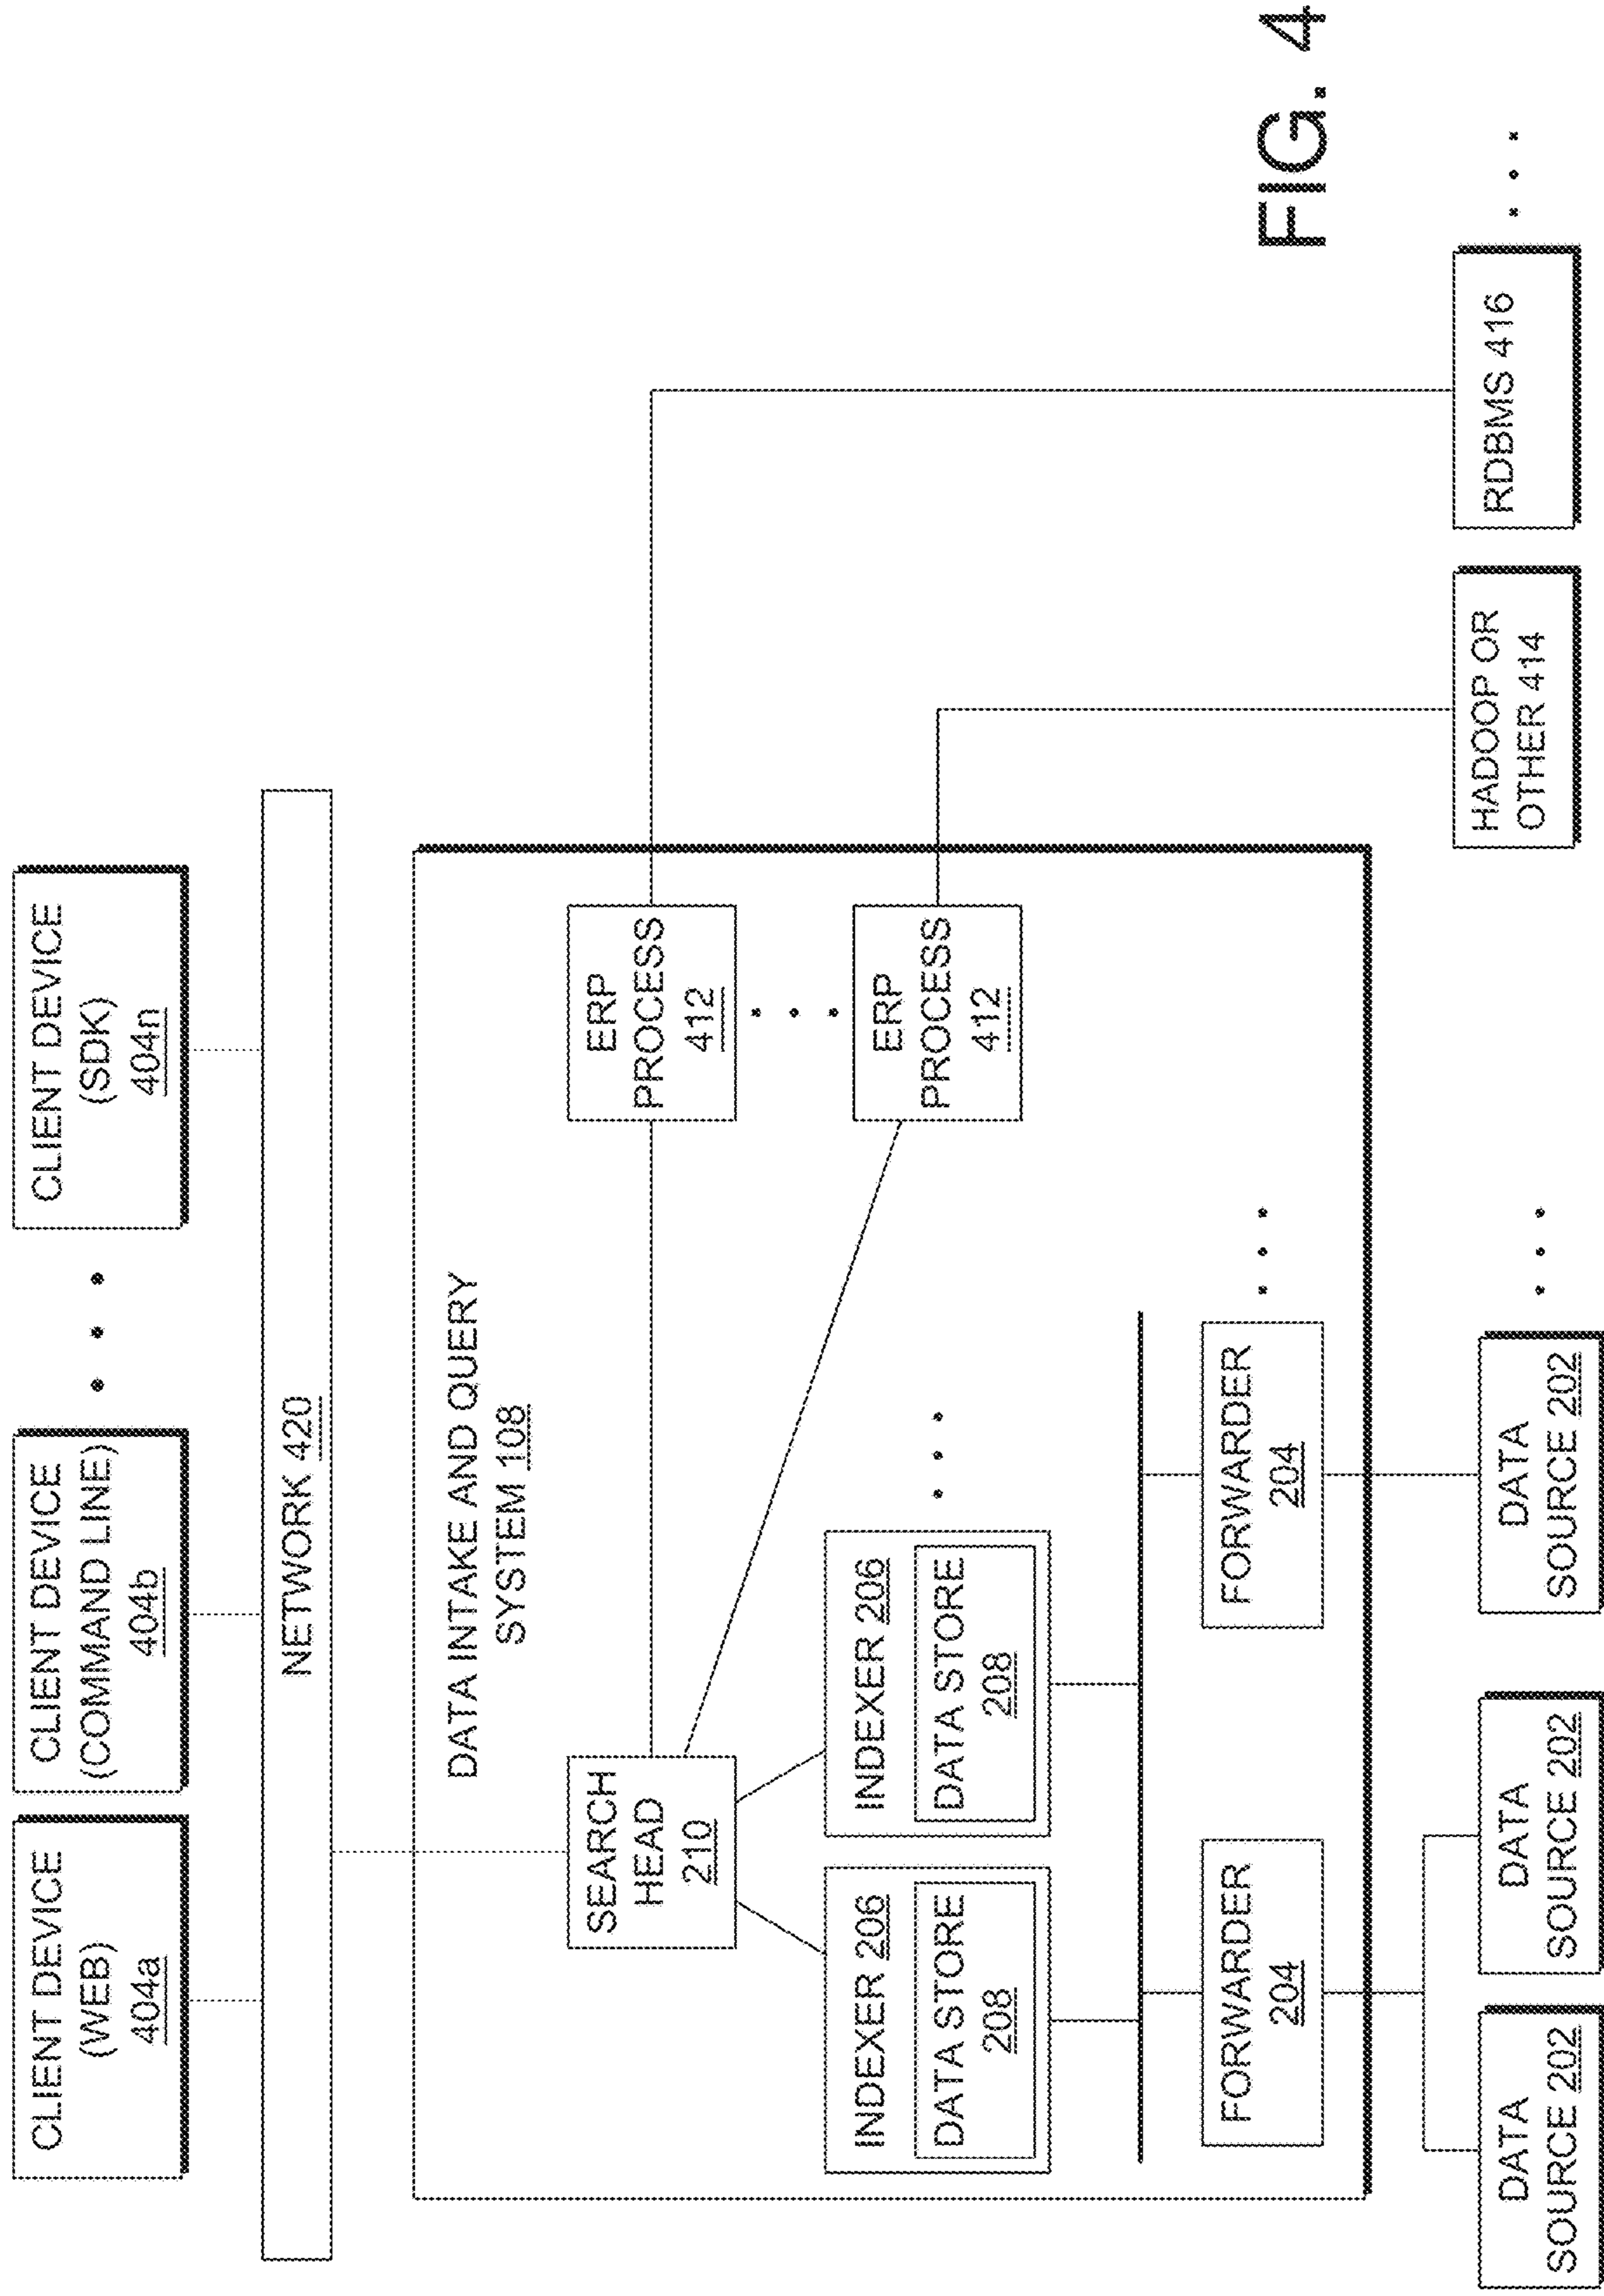 CLIENT DEVICE
(WEB)
404a
CLIENT DEVICE
(COMMAND LINE)
404b
CLIENT DEVICE
(SDK)
404n
NETWORK 420
DATA INTAKE AND QUERY
SYSTEM 108
SEARCH
HEAD
210
ERP
PROCESS
412
INDEXER 206
DATA STORE
208
INDEXER 206
DATA STORE
208
ERP
PROCESS
412
FORWARDER
204
FORWARDER
204
DATA
SOURCE 202
DATA
SOURCE 202
DATA
SOURCE 202
HADOOP OR
OTHER 414
RDBMS 416
FIG. 4